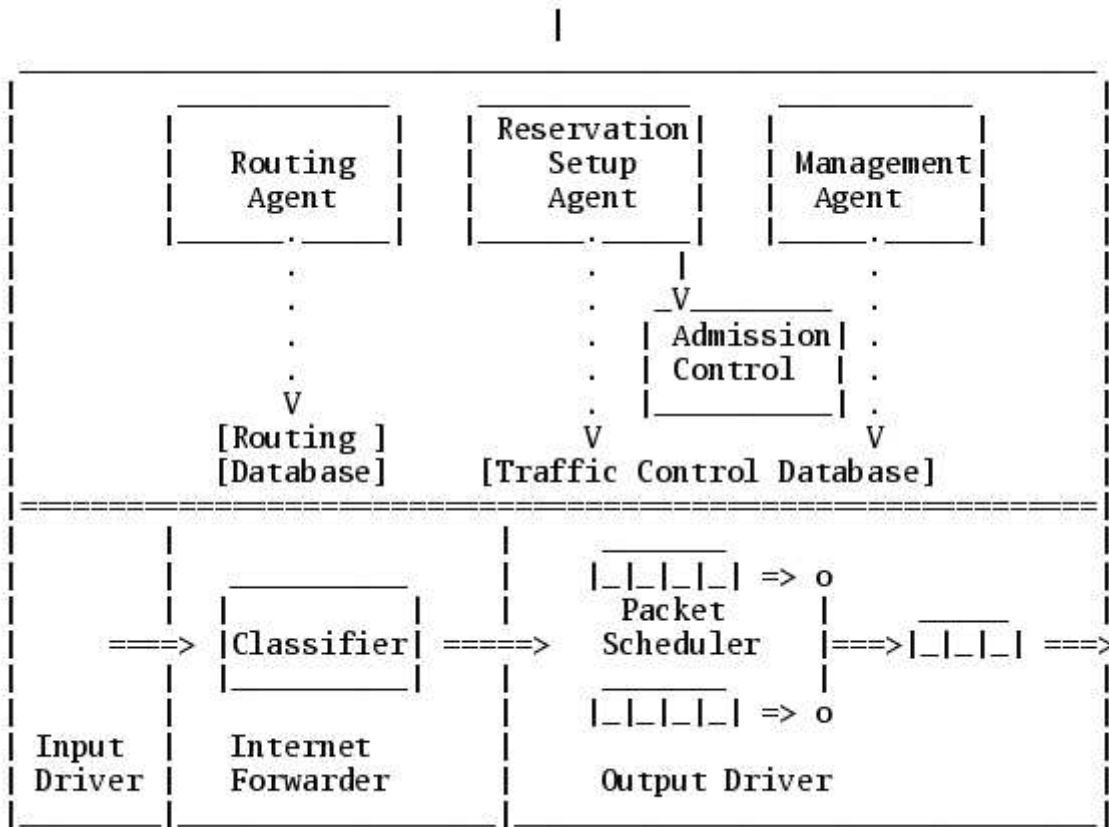 Reservation
Routing Setup Management
Agent Agent Agent
Admission
Control
[Routing ]
[Database] [Traffic Control Database]
Packet
Classifier Scheduler
Input Internet
Driver Forwarder Output Driver